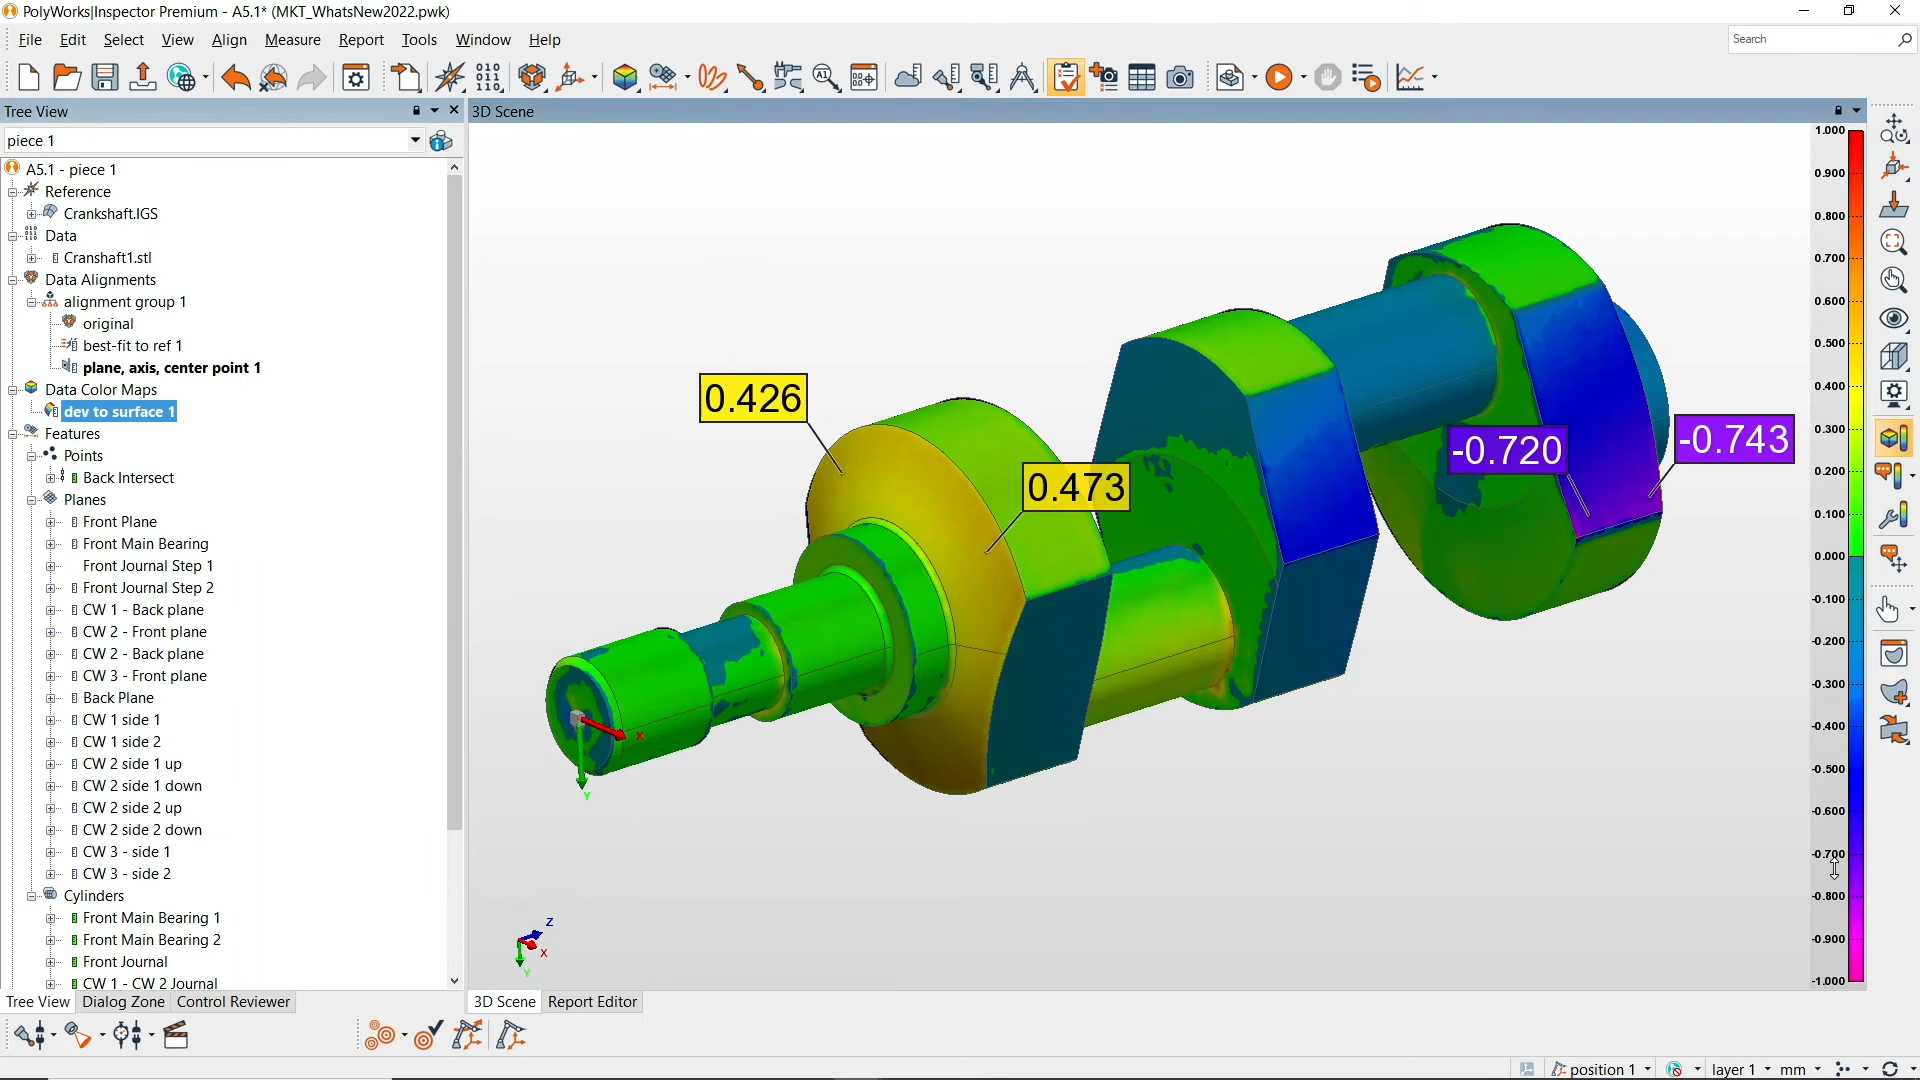 PolyWorks|Inspector Premium - A5.1* (MKT_WhatsNew2022.pwk)
File Edit Select View Align Measure Report Tools Window Help
Search
Tree View
3D Scene
piece 1
A5.1 - piece 1
Reference
Crankshaft.IGS
Data
Cranshaft1.stl
Data Alignments
alignment group 1
original
best-fit to ref 1
plane, axis, center point 1
Data Color Maps
dev to surface 1
Features
Points
Back Intersect
Planes
Front Plane
Front Main Bearing
Front Journal Step 1
Front Journal Step 2
CW 1 - Back plane
CW 2 - Front plane
CW 2 - Back plane
CW 3 - Front plane
Back Plane
CW 1 side 1
CW 1 side 2
CW 2 side 1 up
CW 2 side 1 down
CW 2 side 2 up
CW 2 side 2 down
CW 3 - side 1
CW 3 - side 2
Cylinders
Front Main Bearing 1
Front Main Bearing 2
Front Journal
CW 1 - CW 2 Journal
0.426
0.473
-0.720
-0.743
X
Y
Z
X
Y
1.000
0.900
0.800
0.700
0.600
0.500
0.400
0.300
0.200
0.100
0.000
-0.100
-0.200
-0.300
-0.400
-0.500
-0.600
-0.700
-0.800
-0.900
-1.000
Tree View Dialog Zone Control Reviewer
3D Scene Report Editor
position 1 layer 1 mm